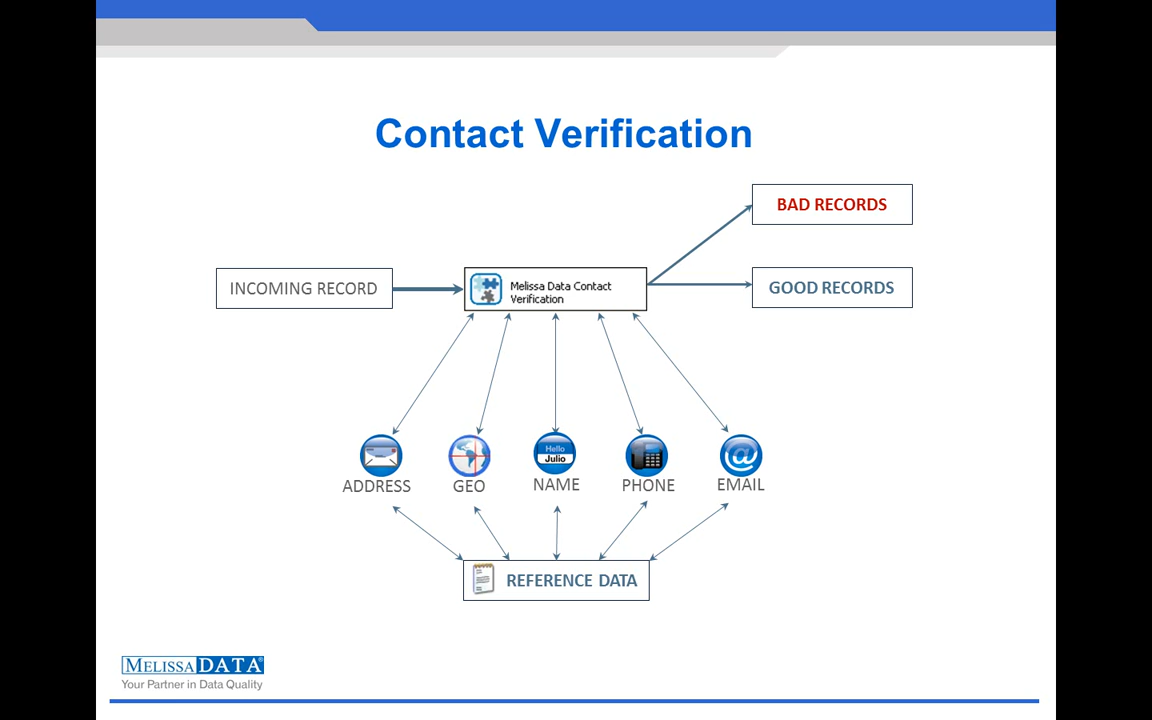 Contact Verification
BAD RECORDS
INCOMING RECORD
Melissa Data Contact
Verification
GOOD RECORDS
Hello
Julio
ADDRESS
GEO
NAME
PHONE
EMAIL
REFERENCE DATA
MELISSA DATA®
Your Partner in Data Quality